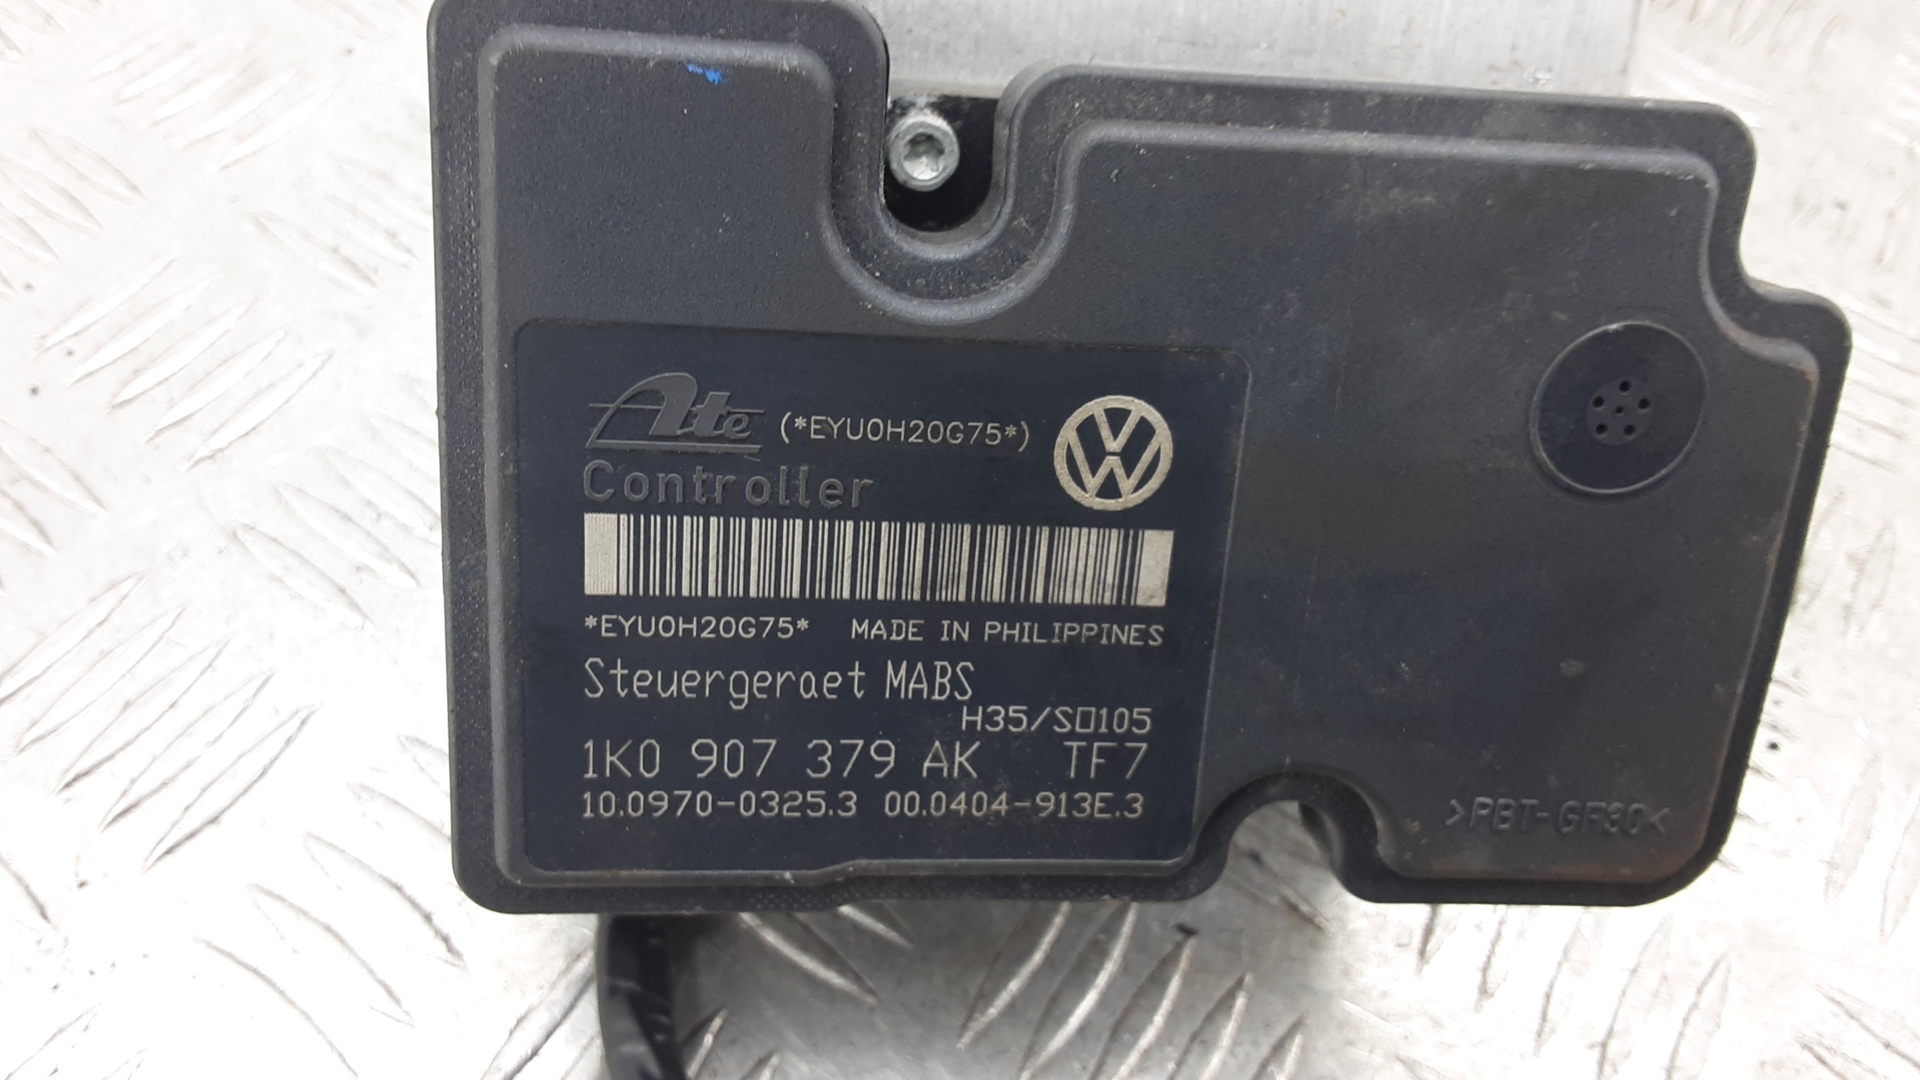 Ate (*EYU0H20G75*)
Controller
*EYU0H20G75* MADE IN PHILIPPINES
Steuergeraet MABS
H35/S0105
1K0 907 379 AK TF7
10.0970-0325.3 00.0404-913E.3
>PBT-GF30<